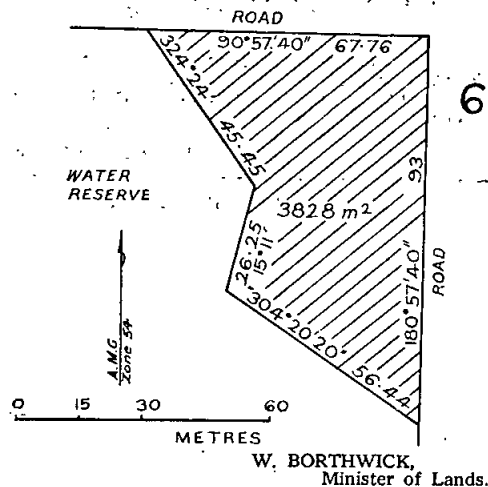 ROAD
90°57'40" 67·76
324°24'
45·45
6
WATER
RESERVE
93
3828 m²
26·25
15°11'
180°57'40"
ROAD
304°20'20"
56·44
A.M.G
Zone 54
0 15 30 60
METRES
W. BORTHWICK,
Minister of Lands.